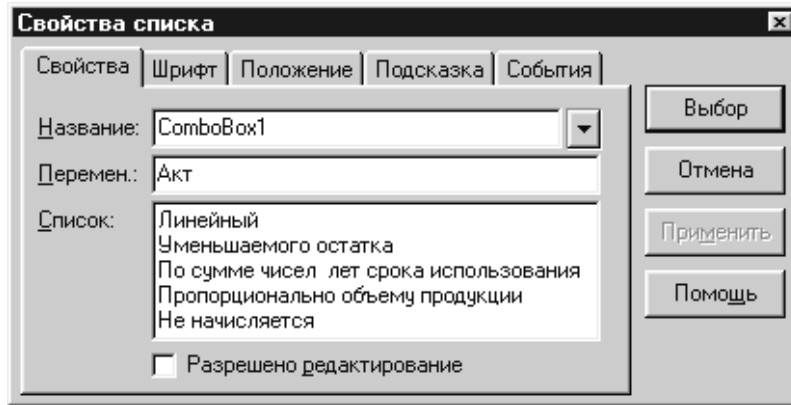 Свойства списка
Свойства Шрифт Положение Подсказка События
Название: ComboBox1
Перемен.: Акт
Список: Линейный
Уменьшаемого остатка
По сумме чисел лет срока использования
Пропорционально объему продукции
Не начисляется
Разрешено редактирование
Выбор
Отмена
Применить
Помощь